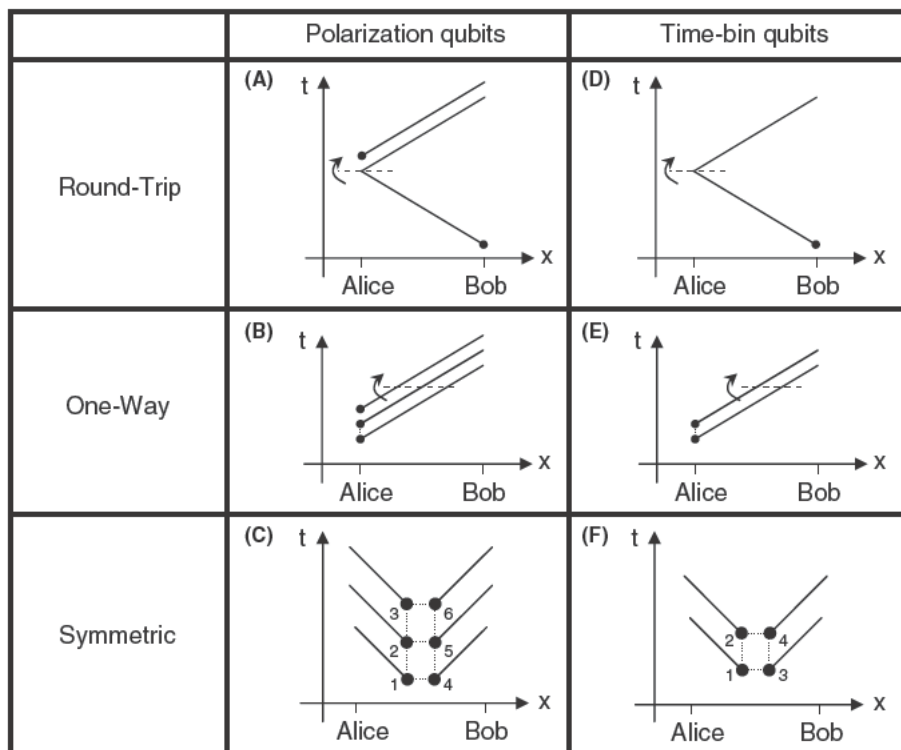 Polarization qubits
Time-bin qubits
Round-Trip
(A)
t
x
Alice
Bob
(D)
t
x
Alice
Bob
One-Way
(B)
t
x
Alice
Bob
(E)
t
x
Alice
Bob
Symmetric
(C)
t
3
6
2
5
1
4
x
Alice
Bob
(F)
t
2
4
1
3
x
Alice
Bob